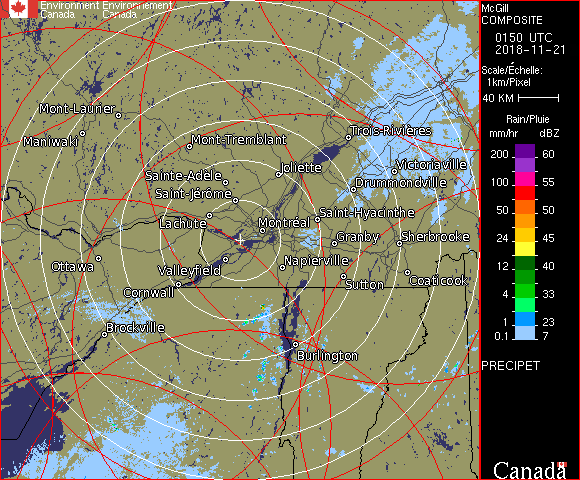 Environment Environnement
Canada Canada
Mont-Laurier
Maniwaki
Mont-Tremblant
Trois-Rivières
Sainte-Adèle
Joliette
Victoriaville
Saint-Jérôme
Drummondville
Lachute
Montréal
Saint-Hyacinthe
Granby
Sherbrooke
Ottawa
Valleyfield
Napierville
Cornwall
Sutton
Coaticook
Brockville
Burlington
McGill
COMPOSITE
0150 UTC
2018-11-21
Scale/Échelle:
1km/Pixel
40 KM
Rain/Pluie
mm/hr dBZ
200 60
100 55
50 50
24 45
12 40
8 33
4 30
2 23
1 7
0.1
PRECIPET
Canada